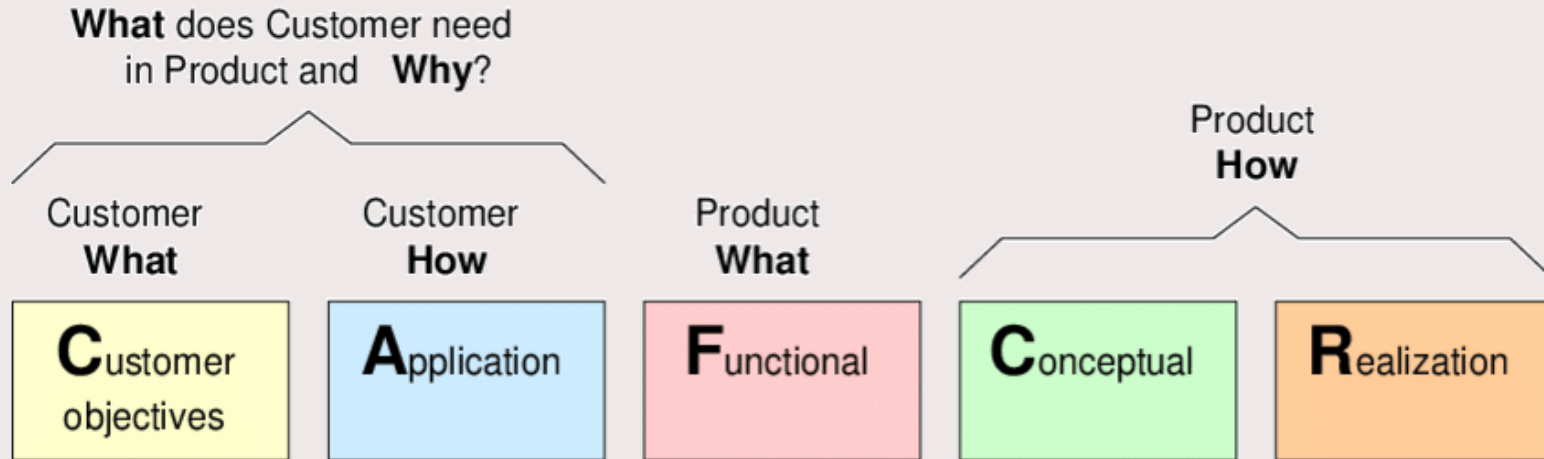 What does Customer need
in Product and Why?
Product
How
Customer
What
Customer
How
Product
What
Customer
objectives
Application
Functional
Conceptual
Realization